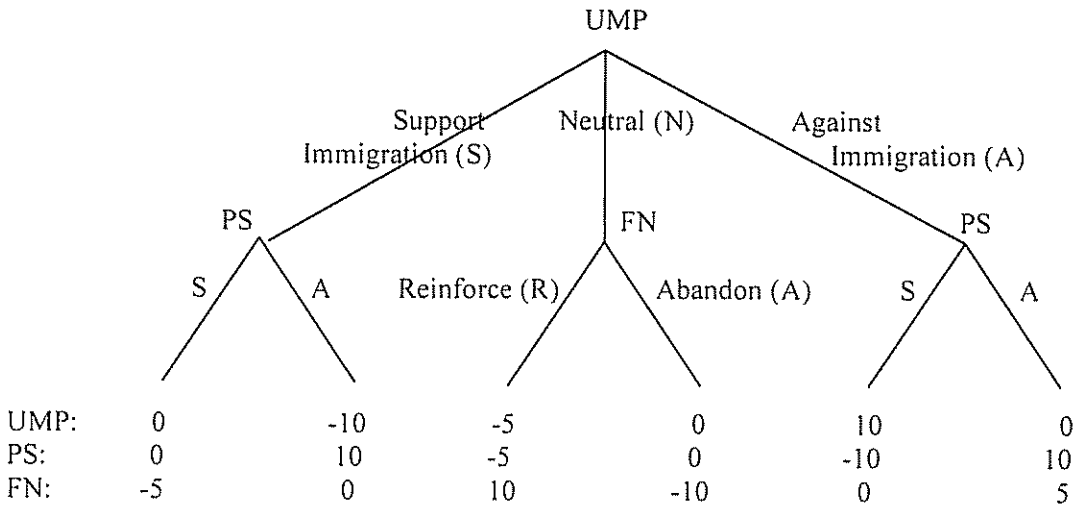 UMP
Support Neutral (N) Against
Immigration (S) Immigration (A)
PS FN PS
S A Reinforce (R) Abandon (A) S A
UMP: 0 -10 -5 0 10 0
PS: 0 10 -5 0 -10 10
FN: -5 0 10 -10 0 5